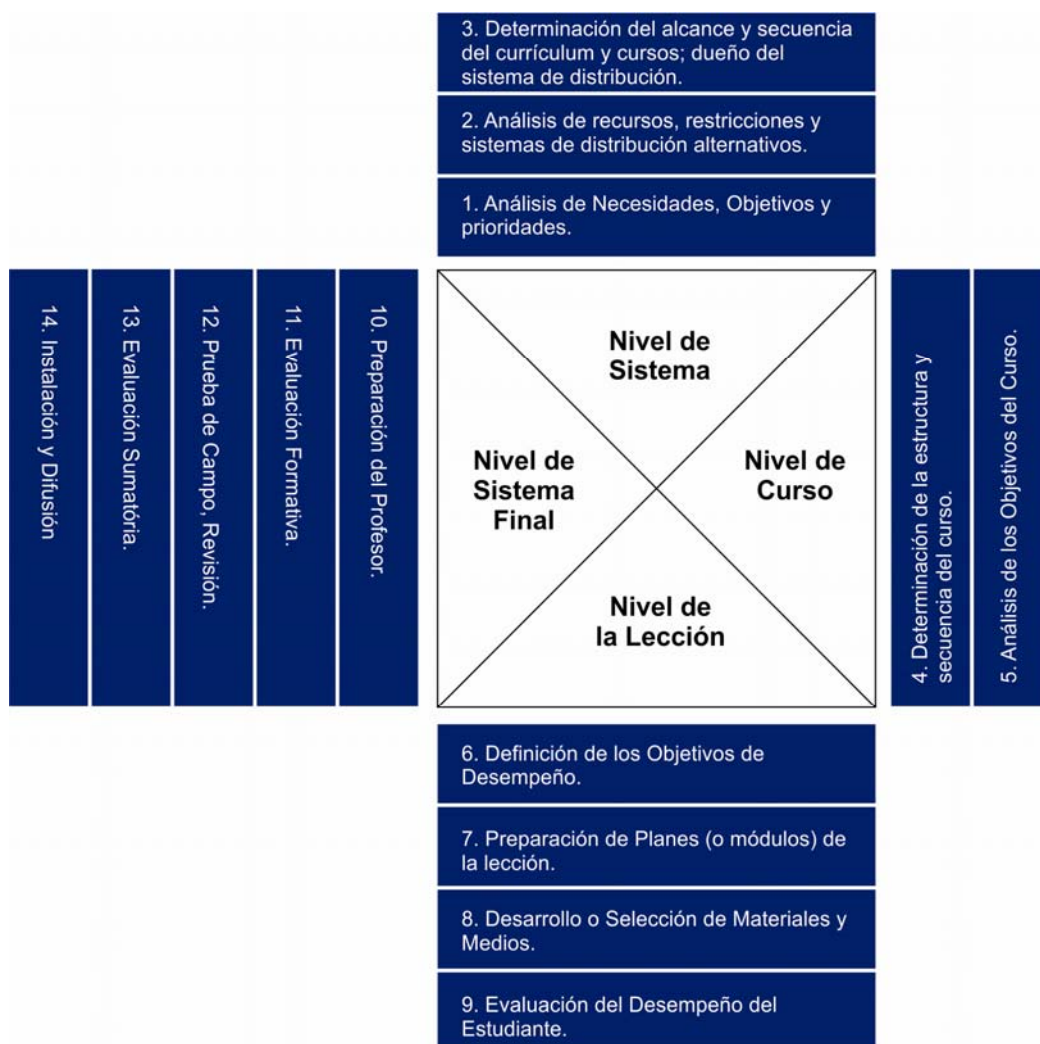 3. Determinación del alcance y secuencia
del currículum y cursos; dueño del
sistema de distribución.
2. Análisis de recursos, restricciones y
sistemas de distribución alternativos.
1. Análisis de Necesidades, Objetivos y
prioridades.
14. Instalación y Difusión
13. Evaluación Sumatória.
12. Prueba de Campo, Revisión.
11. Evaluación Formativa.
10. Preparación del Profesor.
Nivel de
Sistema
Nivel de
Sistema
Final
Nivel de
Curso
Nivel de
la Lección
4. Determinación de la estructura y
secuencia del curso.
5. Análisis de los Objetivos del Curso.
6. Definición de los Objetivos de
Desempeño.
7. Preparación de Planes (o módulos) de
la lección.
8. Desarrollo o Selección de Materiales y
Medios.
9. Evaluación del Desempeño del
Estudiante.